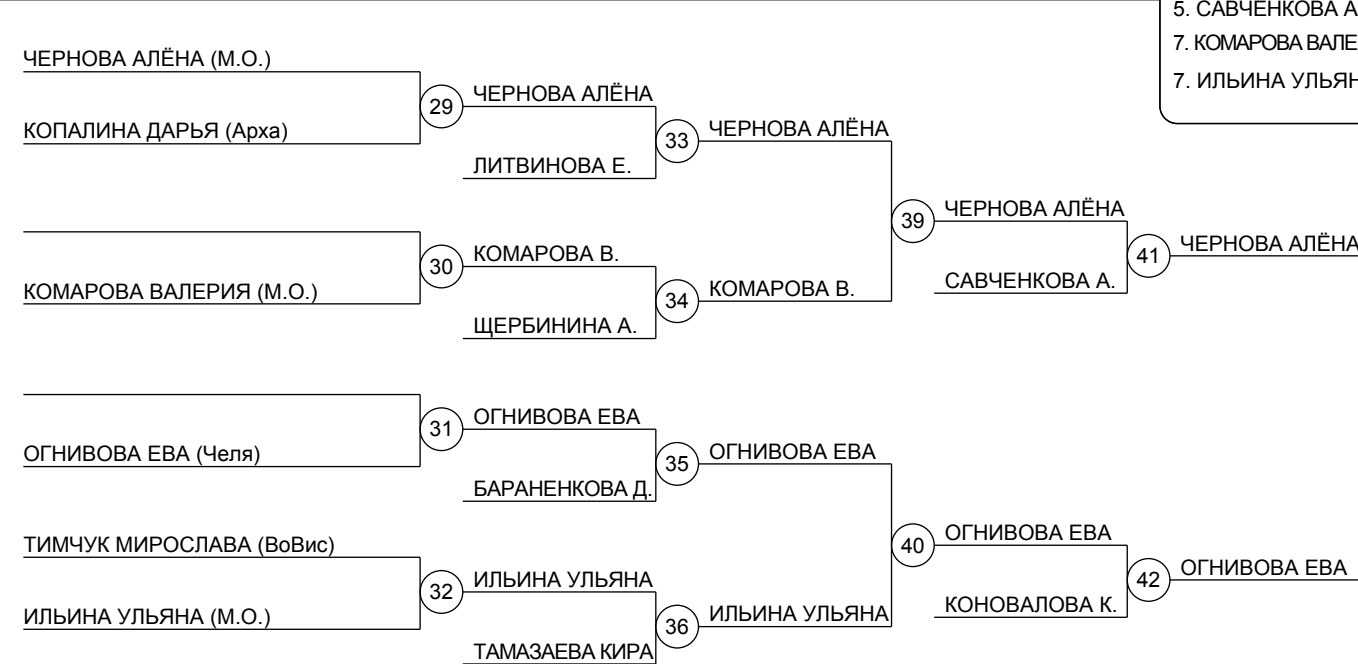 5. САВЧЕНКОВА А
7. КОМАРОВА ВАЛЕ
7. ИЛЬИНА УЛЬЯН
ЧЕРНОВА АЛЁНА (М.О.)
29
ЧЕРНОВА АЛЁНА
КОПАЛИНА ДАРЬЯ (Арха)
33
ЧЕРНОВА АЛЁНА
ЛИТВИНОВА Е.
39
ЧЕРНОВА АЛЁНА
41
ЧЕРНОВА АЛЁНА
30
КОМАРОВА В.
САВЧЕНКОВА А.
КОМАРОВА ВАЛЕРИЯ (М.О.)
34
КОМАРОВА В.
ЩЕРБИНИНА А.
31
ОГНИВОВА ЕВА
ОГНИВОВА ЕВА (Челя)
35
ОГНИВОВА ЕВА
БАРАНЕНКОВА Д.
ТИМЧУК МИРОСЛАВА (ВоВис)
40
ОГНИВОВА ЕВА
32
ИЛЬИНА УЛЬЯНА
42
ОГНИВОВА ЕВА
ИЛЬИНА УЛЬЯНА (М.О.)
36
ИЛЬИНА УЛЬЯНА
КОНОВАЛОВА К.
ТАМАЗАЕВА КИРА